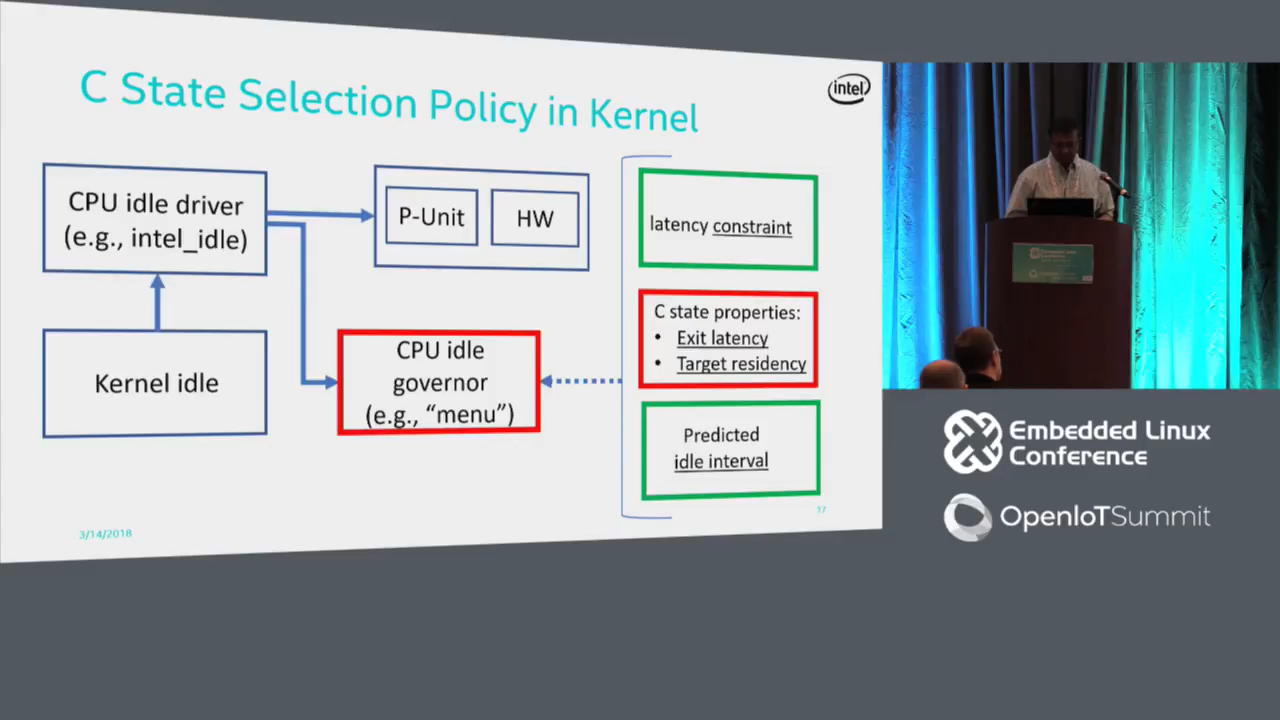 C State Selection Policy in Kernel
intel
CPU idle driver
(e.g., intel_idle)
P-Unit
HW
latency constraint
Kernel idle
CPU idle
governor
(e.g., “menu”)
C state properties:
• Exit latency
• Target residency
Predicted
idle interval
3/14/2018
17
Embedded Linux
Conference
OpenIoTSummit